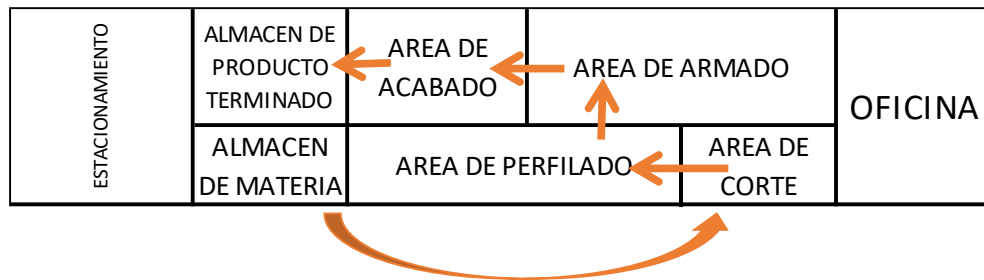 ESTACIONAMIENTO
ALMACEN DE
PRODUCTO
TERMINADO
AREA DE
ACABADO
AREA DE ARMADO
OFICINA
ALMACEN
DE MATERIA
AREA DE PERFILADO
AREA DE
CORTE